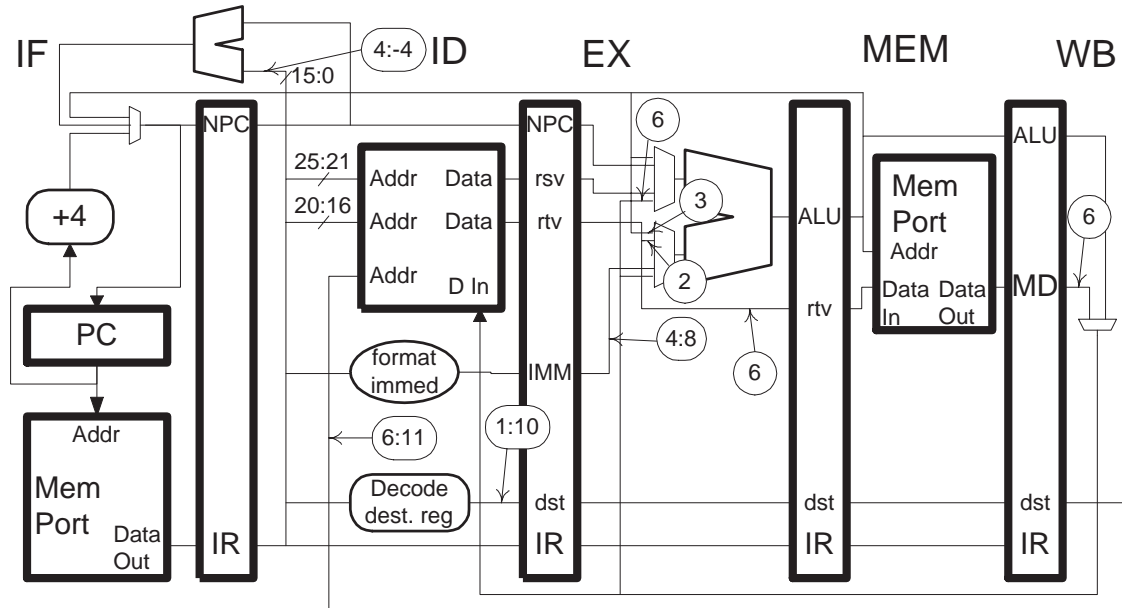 IF
ID
EX
MEM
WB
4:-4
15:0
NPC
NPC
6
ALU
25:21
Addr
Data
rsv
Mem
Port
+4
20:16
Addr
Data
rtv
3
ALU
6
Addr
Addr
D In
2
Data
In
Data
Out
MD
PC
rtv
format
immed
IMM
4:8
6
Addr
6:11
1:10
Mem
Port
Decode
dest. reg
dst
dst
dst
Data
Out
IR
IR
IR
IR